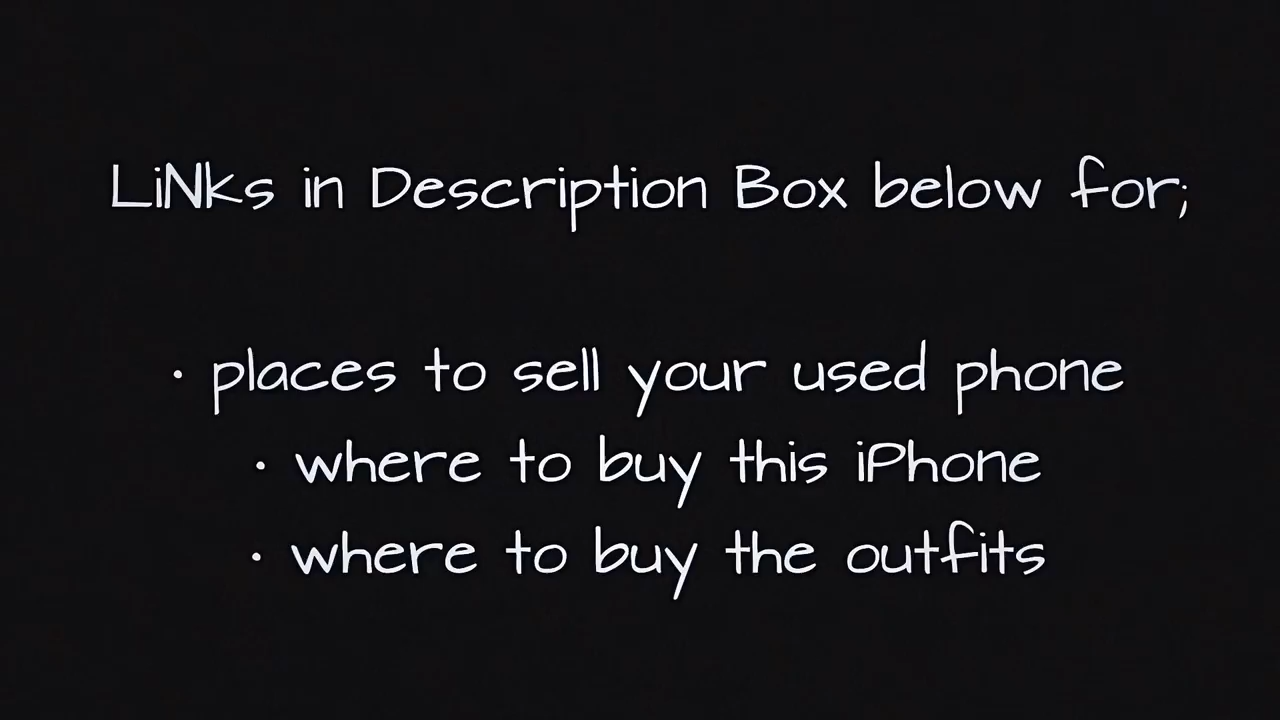 LiNks in Description Box below for;
• places to sell your used phone
• where to buy this iPhone
• where to buy the outfits